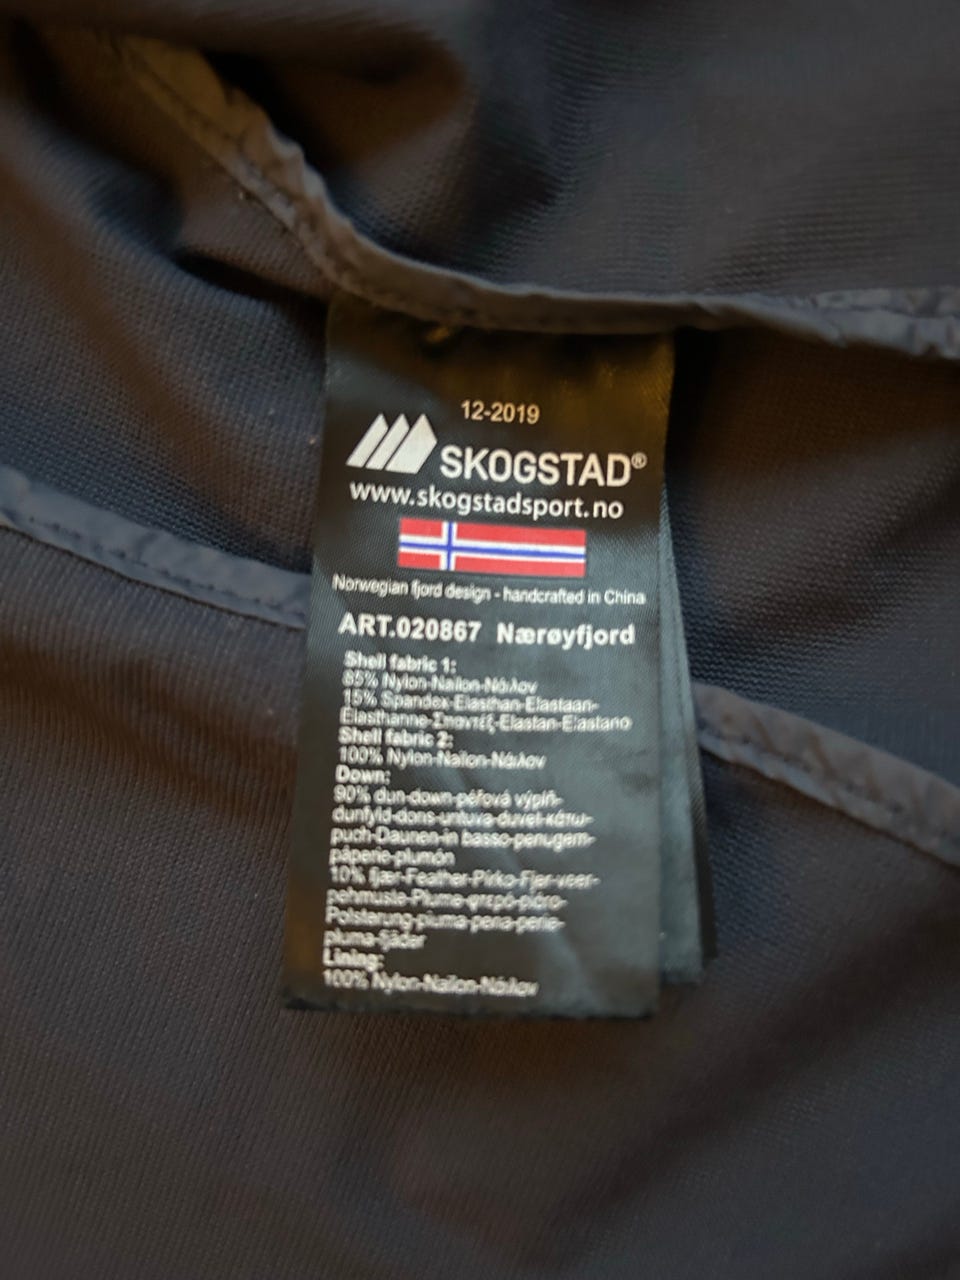 12-2019
SKOGSTAD®
www.skogstadsport.no
Norwegian fjord design - handcrafted in China
ART.020867 Nærøyfjord
Shell fabric 1:
85% Nylon-Nailon-Νάιλον
15% Spandex-Elasthan-Elastaan-
Elasthanne-Σπαντέξ-Elastan-Elastano
Shell fabric 2:
100% Nylon-Nailon-Νάιλον
Down:
90% dun-down-péřová výplň-
dunfyld-dons-untuva-duvet-κάτω-
puch-Daunen-in basso-penugem-
páperie-plumón
10% fjær-Feather-Pírko-Fjer-veer-
pehmuste-Plume-φτερό-pióro-
Polsterung-piuma-pena-perie-
pluma-fjäder
Lining:
100% Nylon-Nailon-Νάιλον